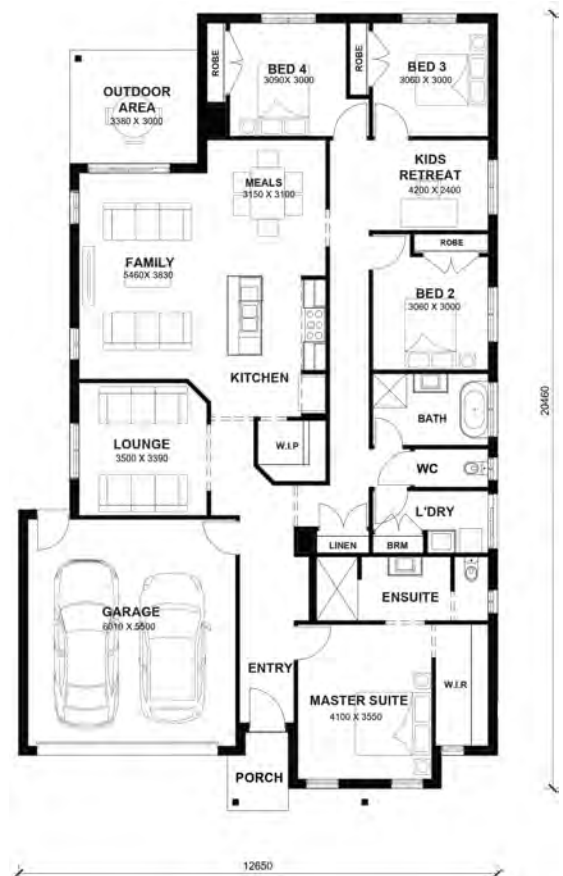 ROBE
BED 4
3090X 3000
ROBE
BED 3
3060 X 3000
OUTDOOR
AREA
3380 X 3000
MEALS
3150 X 3100
KIDS
RETREAT
4200 X 2400
ROBE
FAMILY
5460X 3830
BED 2
3060 X 3000
KITCHEN
BATH
LOUNGE
3500 X 3390
W.I.P
WC
L'DRY
LINEN
BRM
ENSUITE
GARAGE
6010 X 5500
ENTRY
MASTER SUITE
4100 X 3550
W.I.R
PORCH
20460
12650